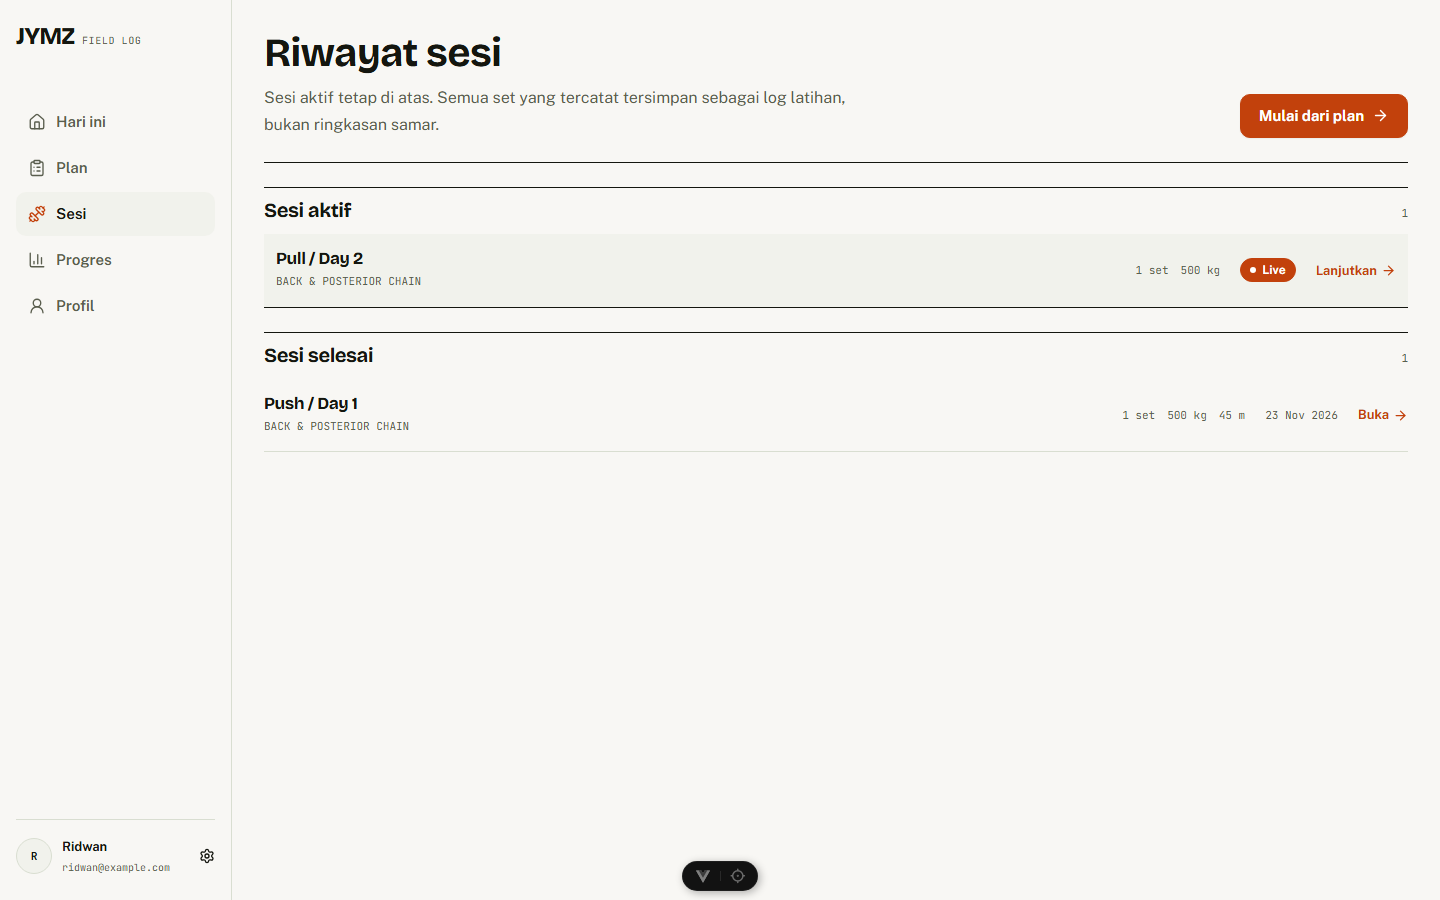 JYMZ FIELD LOG
Hari ini
Plan
Sesi
Progres
Profil
R
Ridwan
ridwan@example.com
Riwayat sesi
Sesi aktif tetap di atas. Semua set yang tercatat tersimpan sebagai log latihan,
bukan ringkasan samar.
Mulai dari plan →
Sesi aktif 1
Pull / Day 2
BACK & POSTERIOR CHAIN
1 set 500 kg Live Lanjutkan →
Sesi selesai 1
Push / Day 1
BACK & POSTERIOR CHAIN
1 set 500 kg 45 m 23 Nov 2026 Buka →